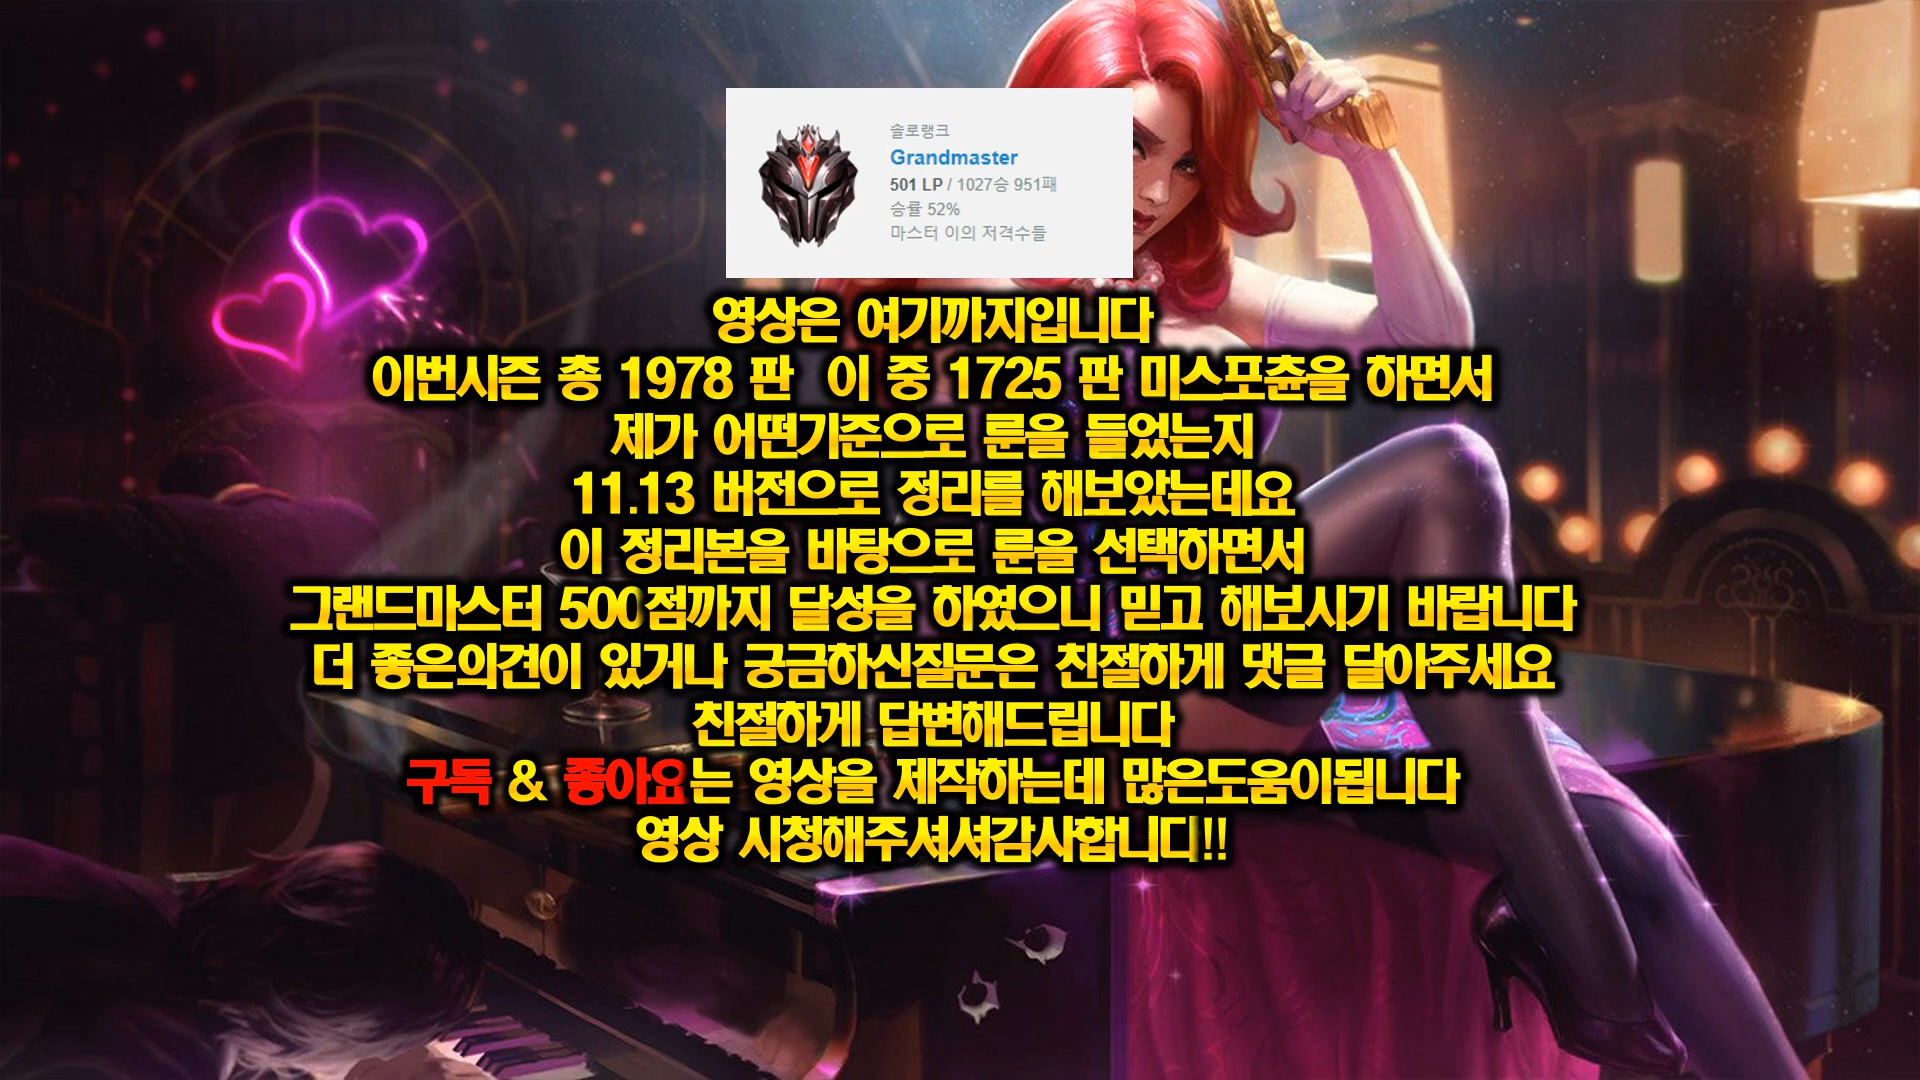 솔로랭크
Grandmaster
501 LP / 1027승 951패
승률 52%
마스터 이의 저격수들
영상은 여기까지입니다
이번시즌 총 1978 판 이 중 1725 판 미스포츈을 하면서
제가 어떤기준으로 룬을 들었는지
11.13 버전으로 정리를 해보았는데요
이 정리본을 바탕으로 룬을 선택하면서
그랜드마스터 500점까지 달성을 하였으니 믿고 해보시기 바랍니다
더 좋은의견이 있거나 궁금하신질문은 친절하게 댓글 달아주세요
친절하게 답변해드립니다
구독 & 좋아요는 영상을 제작하는데 많은도움이됩니다
영상 시청해주셔셔감사합니다!!